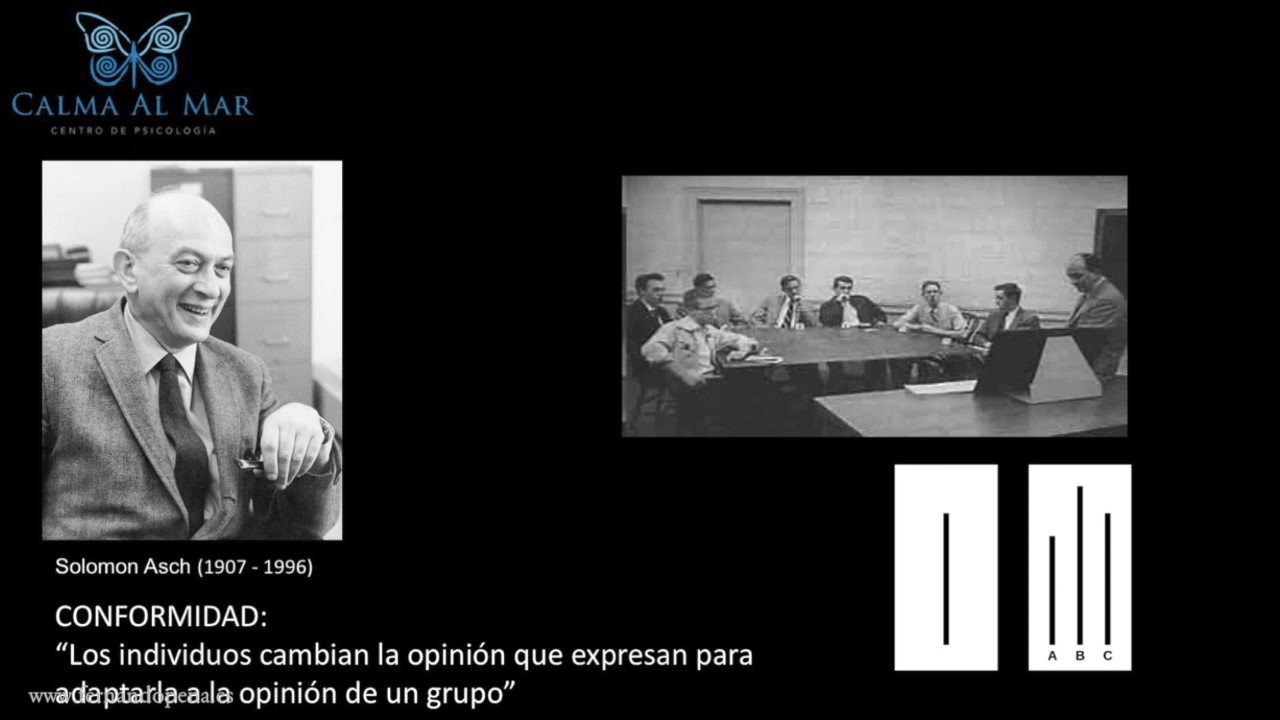 CALMA AL MAR
CENTRO DE PSICOLOGÍA
Solomon Asch (1907 - 1996)
CONFORMIDAD:
“Los individuos cambian la opinión que expresan para
adaptarla a la opinión de un grupo”
A B C